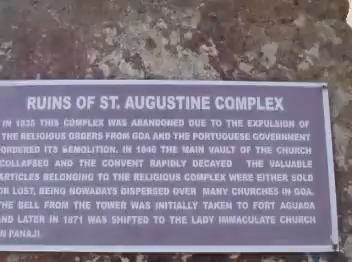 RUINS OF ST. AUGUSTINE COMPLEX
IN 1835 THIS COMPLEX WAS ABANDONED DUE TO THE EXPULSION OF
THE RELIGIOUS ORDERS FROM GOA AND THE PORTUGUESE GOVERNMENT
ORDERED ITS DEMOLITION. IN 1846 THE MAIN VAULT OF THE CHURCH
COLLAPSED AND THE CONVENT RAPIDLY DECAYED THE VALUABLE
ARTICLES BELONGING TO THE RELIGIOUS COMPLEX WERE EITHER SOLD
OR LOST, BEING NOWADAYS DISPERSED OVER MANY CHURCHES IN GOA.
THE BELL FROM THE TOWER WAS INITIALLY TAKEN TO FORT AGUADA
AND LATER IN 1871 WAS SHIFTED TO THE LADY IMMACULATE CHURCH
IN PANAJI.